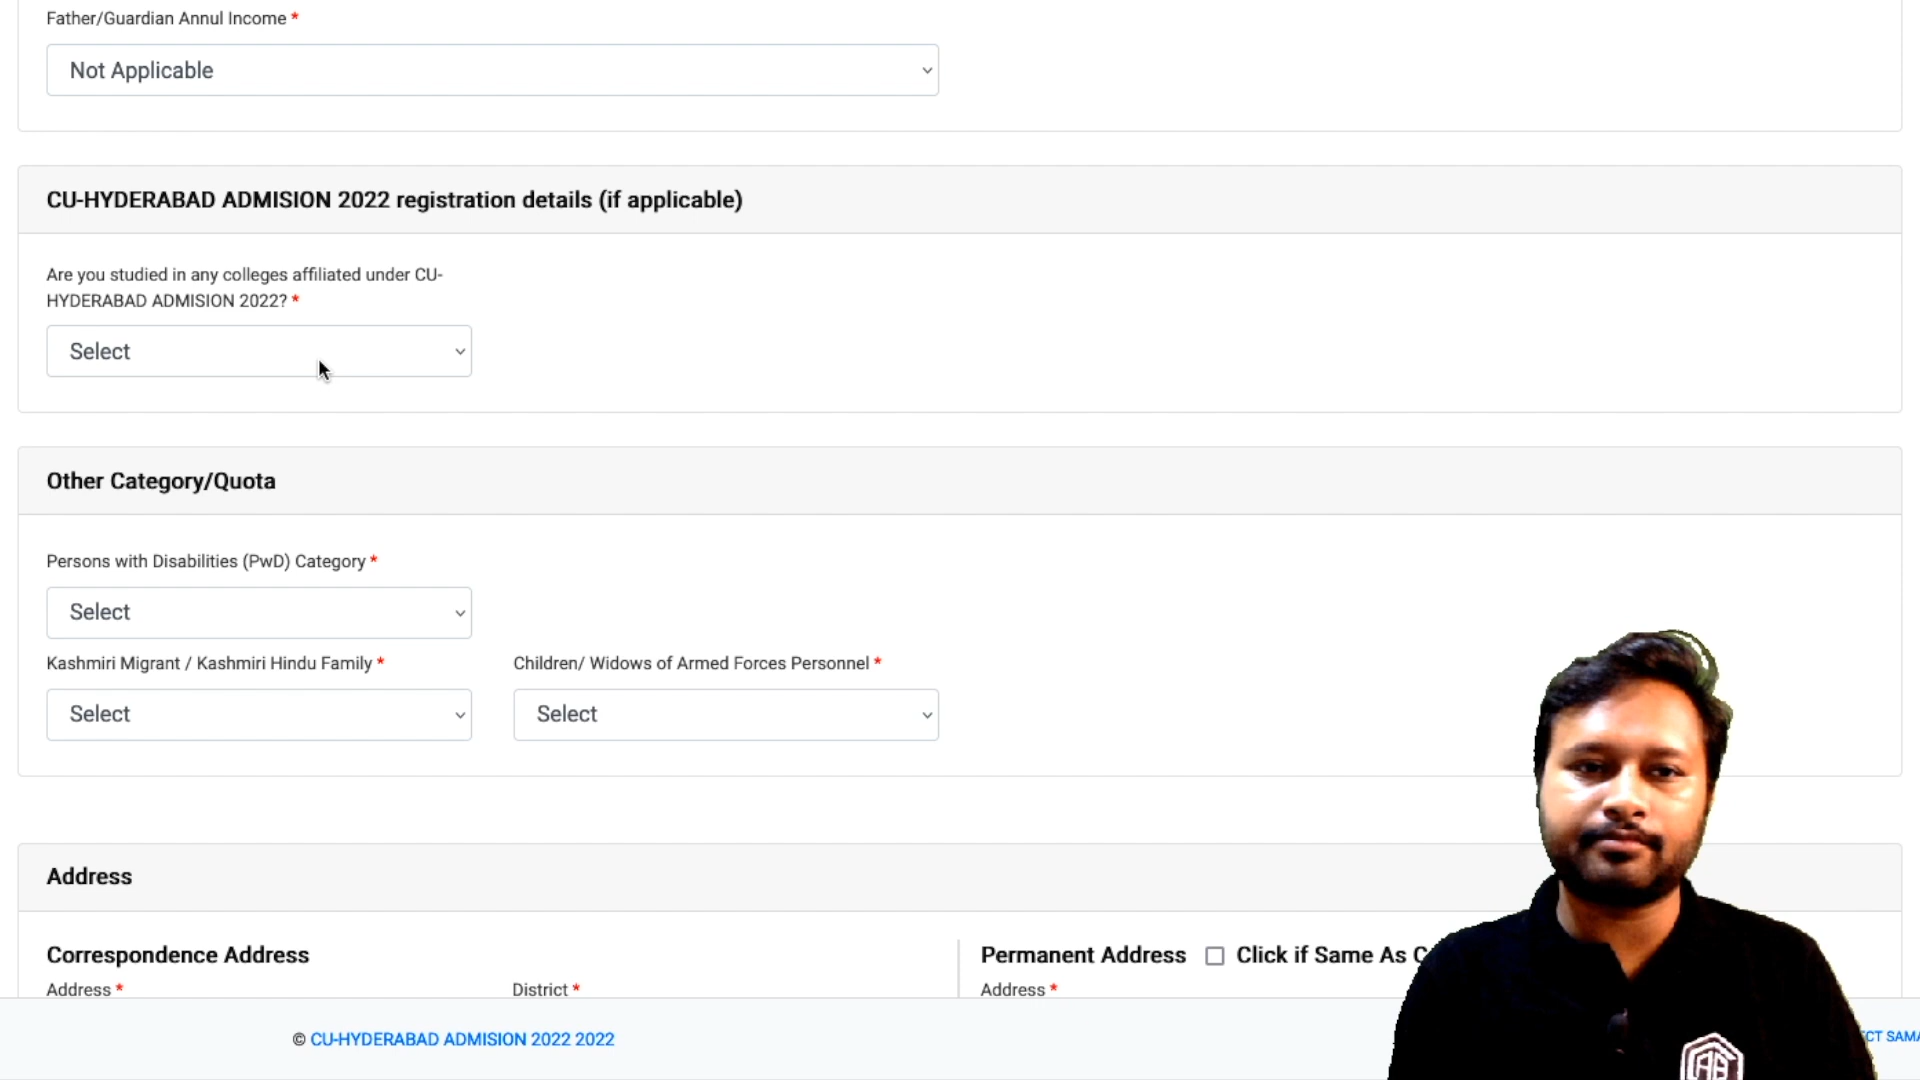 Father/Guardian Annul Income *
Not Applicable
CU-HYDERABAD ADMISION 2022 registration details (if applicable)
Are you studied in any colleges affiliated under CU-
HYDERABAD ADMISION 2022? *
Select
Other Category/Quota
Persons with Disabilities (PwD) Category *
Select
Kashmiri Migrant / Kashmiri Hindu Family *
Children/ Widows of Armed Forces Personnel *
Select
Select
Address
Correspondence Address
Permanent Address
Click if Same As C
Address *
District *
Address *
© CU-HYDERABAD ADMISION 2022 2022